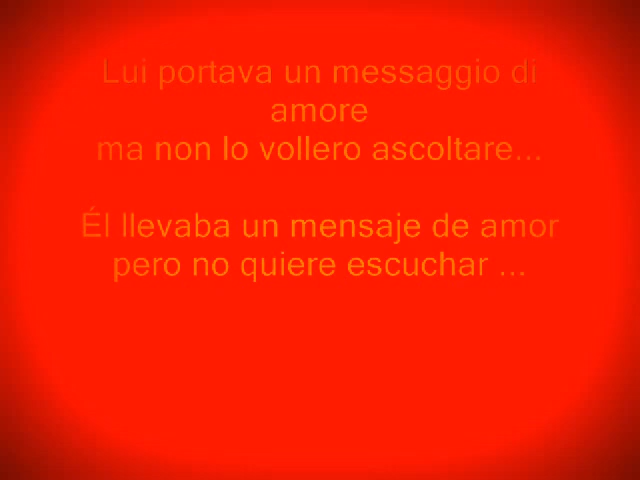 Lui portava un messaggio di
amore
ma non lo vollero ascoltare...
Él llevaba un mensaje de amor
pero no quiere escuchar ...